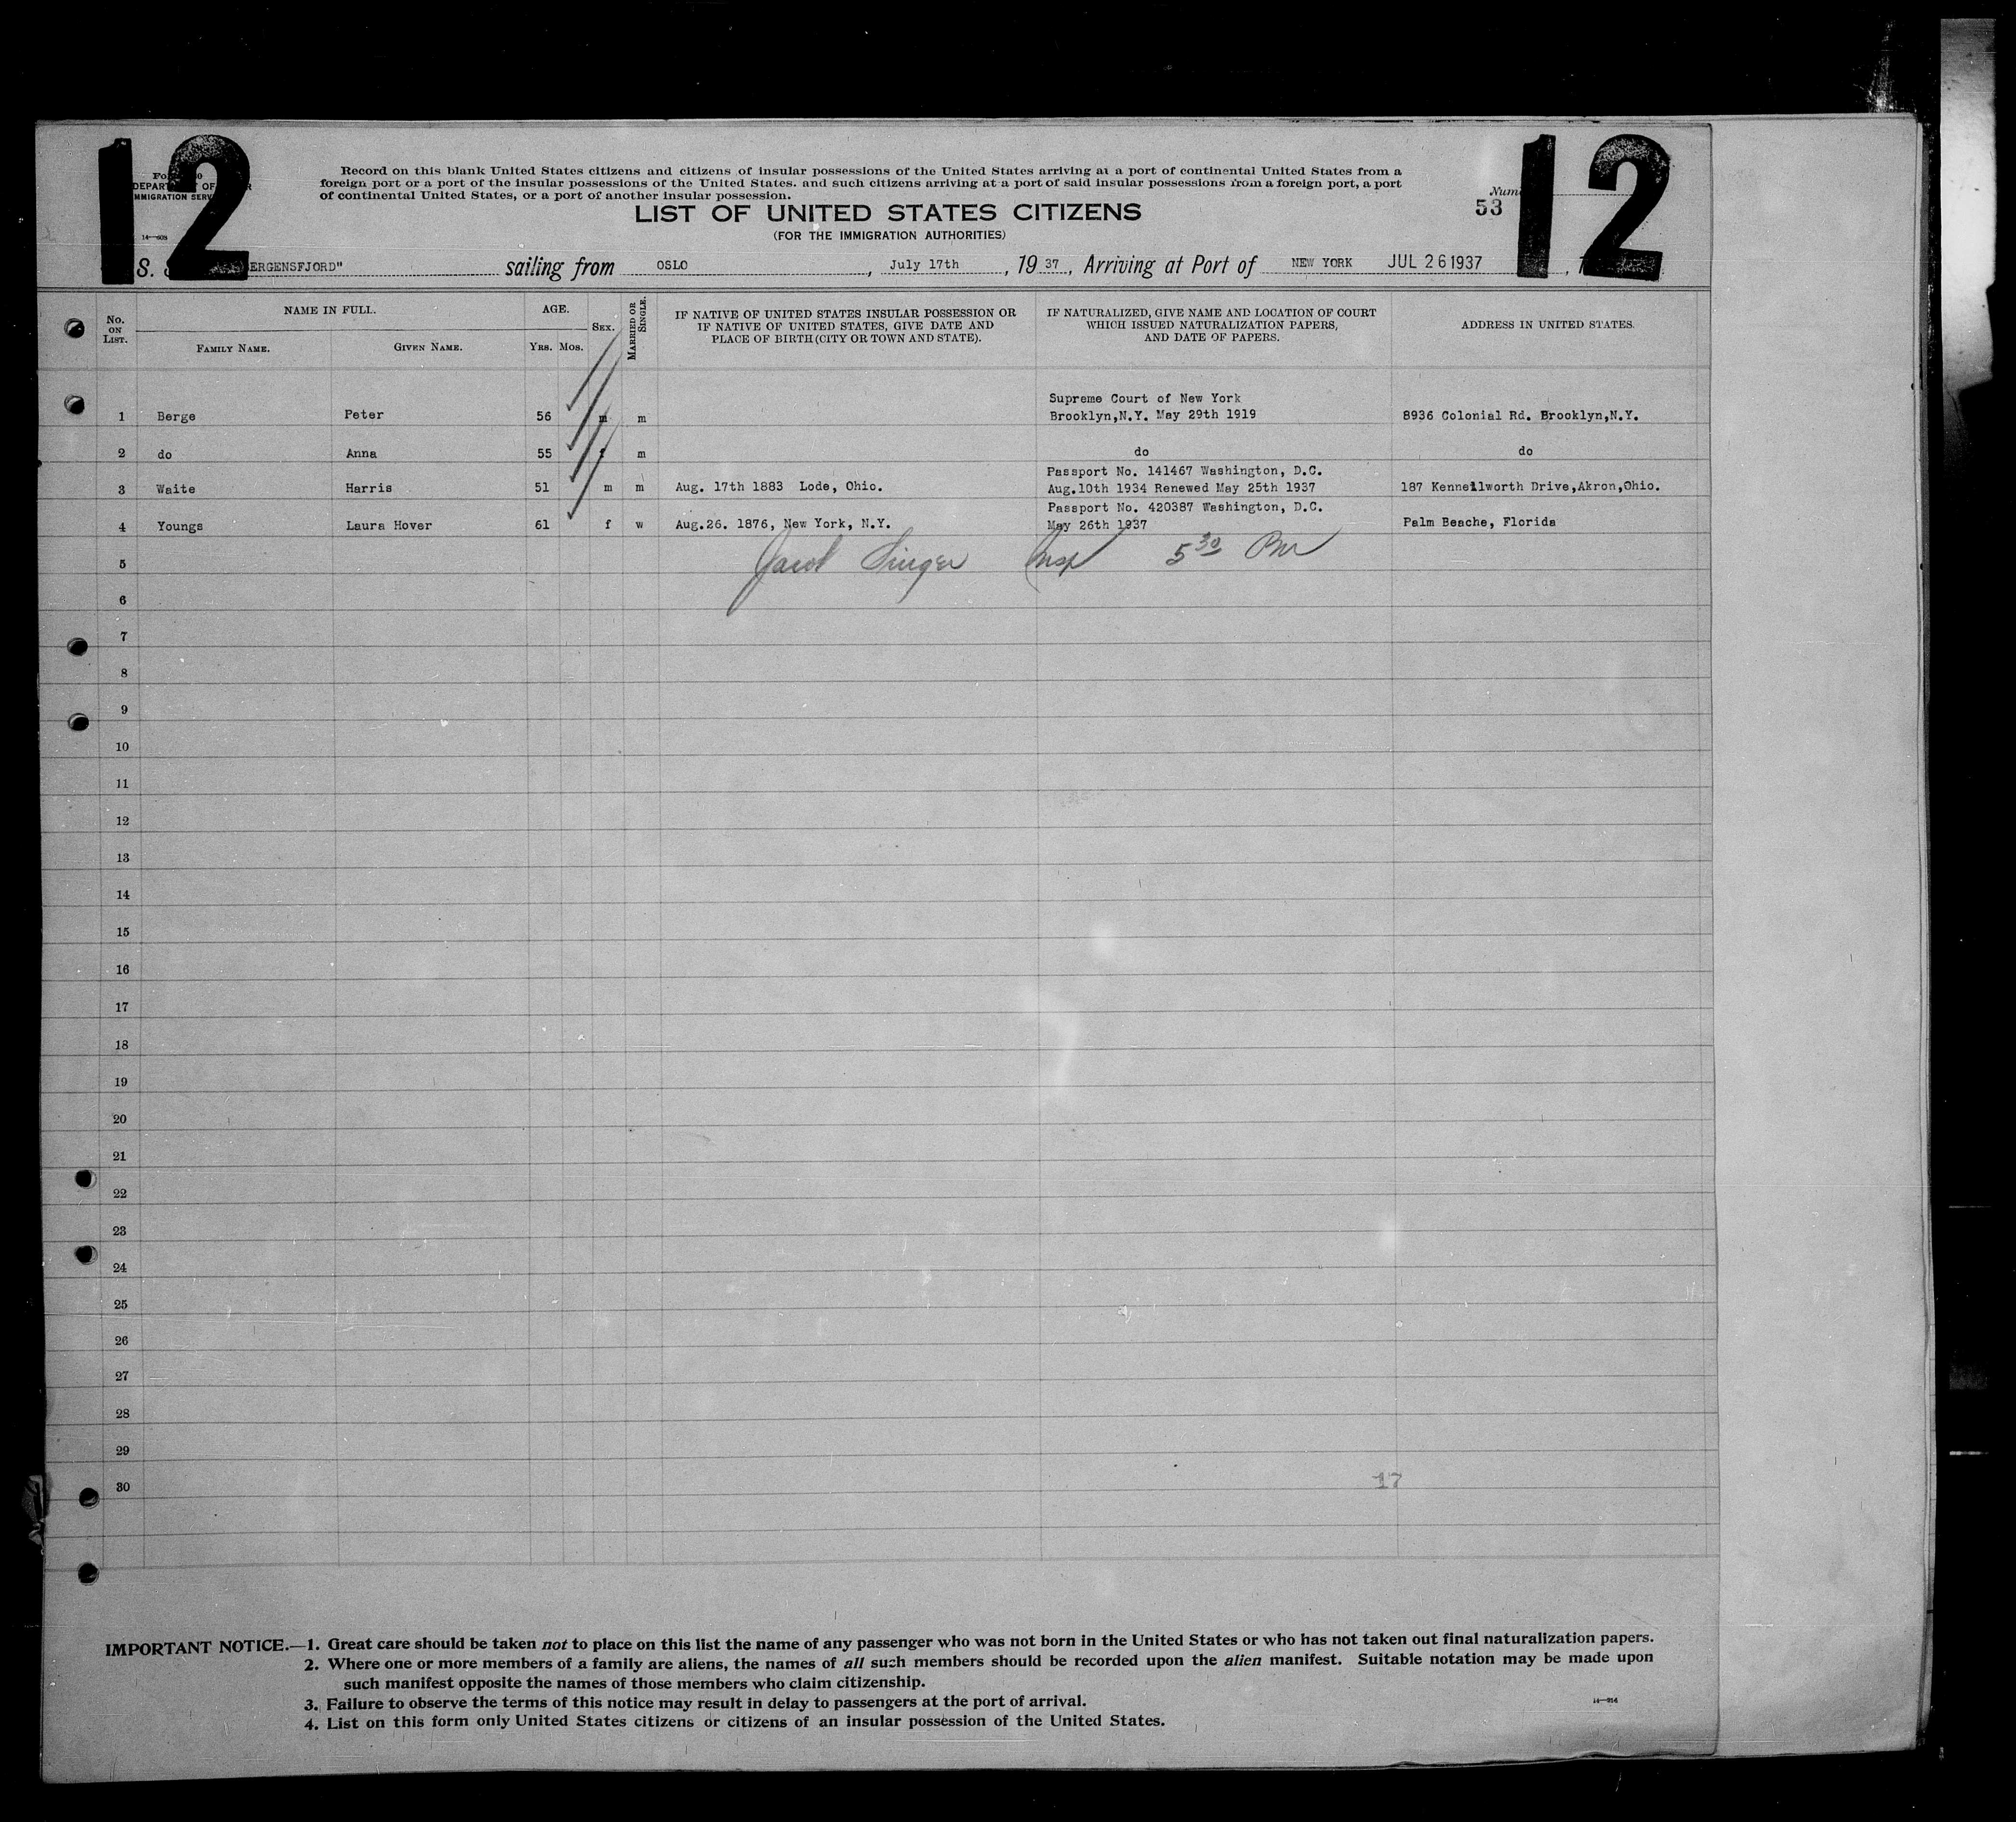 12
12
Record on this blank United States citizens and citizens of insular possessions of the United States arriving at a port of continental United States from a
foreign port or a port of the insular possessions of the United States. and such citizens arriving at a port of said insular possessions from a foreign port, a port
of continental United States, or a port of another insular possession.
53
LIST OF UNITED STATES CITIZENS
(FOR THE IMMIGRATION AUTHORITIES)
S. ERGENSFJORD" sailing from OSLO, July 17th, 19 37, Arriving at Port of NEW YORK JUL 26 1937
No. ON LIST. NAME IN FULL. AGE. SEX. MARRIED OR SINGLE. IF NATIVE OF UNITED STATES INSULAR POSSESSION OR IF NATIVE OF UNITED STATES, GIVE DATE AND PLACE OF BIRTH (CITY OR TOWN AND STATE). IF NATURALIZED, GIVE NAME AND LOCATION OF COURT WHICH ISSUED NATURALIZATION PAPERS, AND DATE OF PAPERS. ADDRESS IN UNITED STATES.
FAMILY NAME. GIVEN NAME. YRS. MOS.
Supreme Court of New York
1 Berge Peter 56 m m Brooklyn,N.Y. May 29th 1919 8936 Colonial Rd. Brooklyn,N.Y.
2 do Anna 55 f m do do
Passport No. 141467 Washington, D.C.
3 Waite Harris 51 m m Aug. 17th 1883 Lode, Ohio. Aug.10th 1934 Renewed May 25th 1937 187 Kennellworth Drive,Akron,Ohio.
Passport No. 420387 Washington, D.C.
4 Youngs Laura Hover 61 f w Aug.26. 1876, New York, N.Y. May 26th 1937 Palm Beache, Florida
5 Jacob Singer Insp 5 30 Pm
6
7
8
9
10
11
12
13
14
15
16
17
18
19
20
21
22
23
24
25
26
27
28
29
30
17
IMPORTANT NOTICE.—1. Great care should be taken not to place on this list the name of any passenger who was not born in the United States or who has not taken out final naturalization papers.
2. Where one or more members of a family are aliens, the names of all such members should be recorded upon the alien manifest. Suitable notation may be made upon
such manifest opposite the names of those members who claim citizenship.
3. Failure to observe the terms of this notice may result in delay to passengers at the port of arrival.
4. List on this form only United States citizens or citizens of an insular possession of the United States.